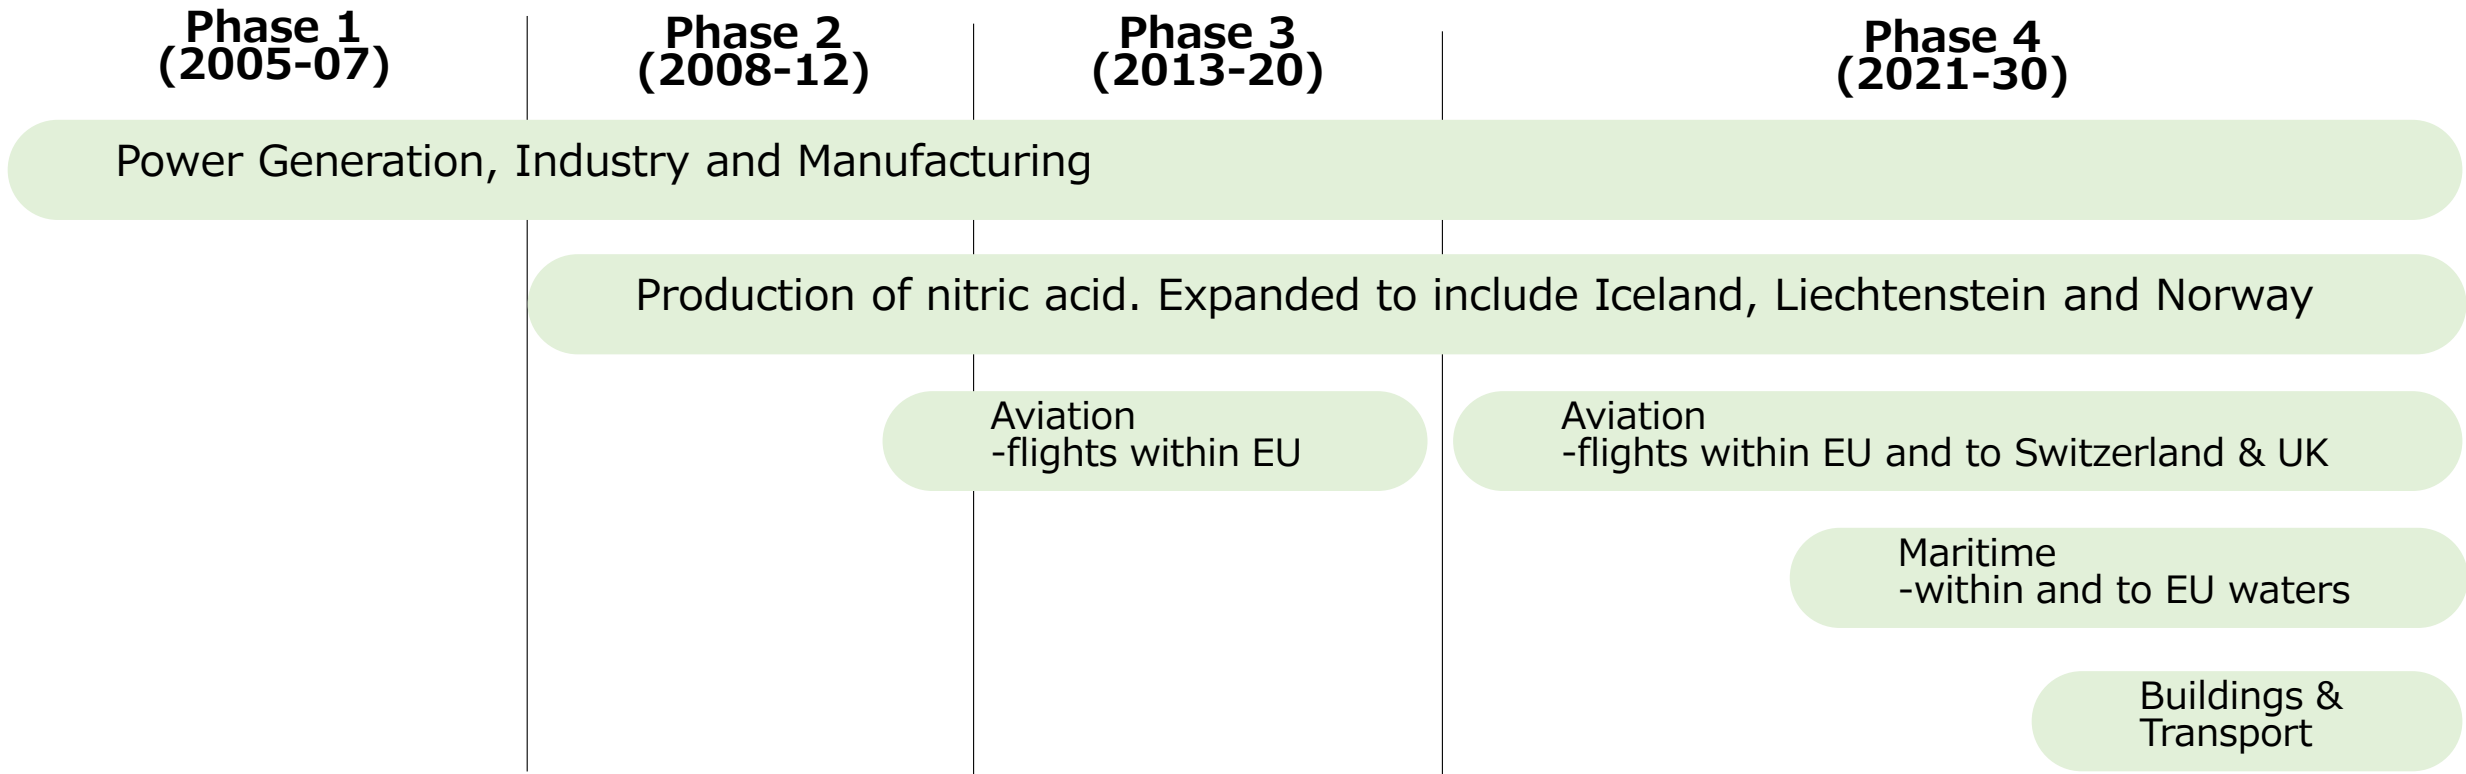 Phase 1
(2005-07)
Phase 2
(2008-12)
Phase 3
(2013-20)
Phase 4
(2021-30)
Power Generation, Industry and Manufacturing
Production of nitric acid. Expanded to include Iceland, Liechtenstein and Norway
Aviation
-flights within EU
Aviation
-flights within EU and to Switzerland & UK
Maritime
-within and to EU waters
Buildings &
Transport